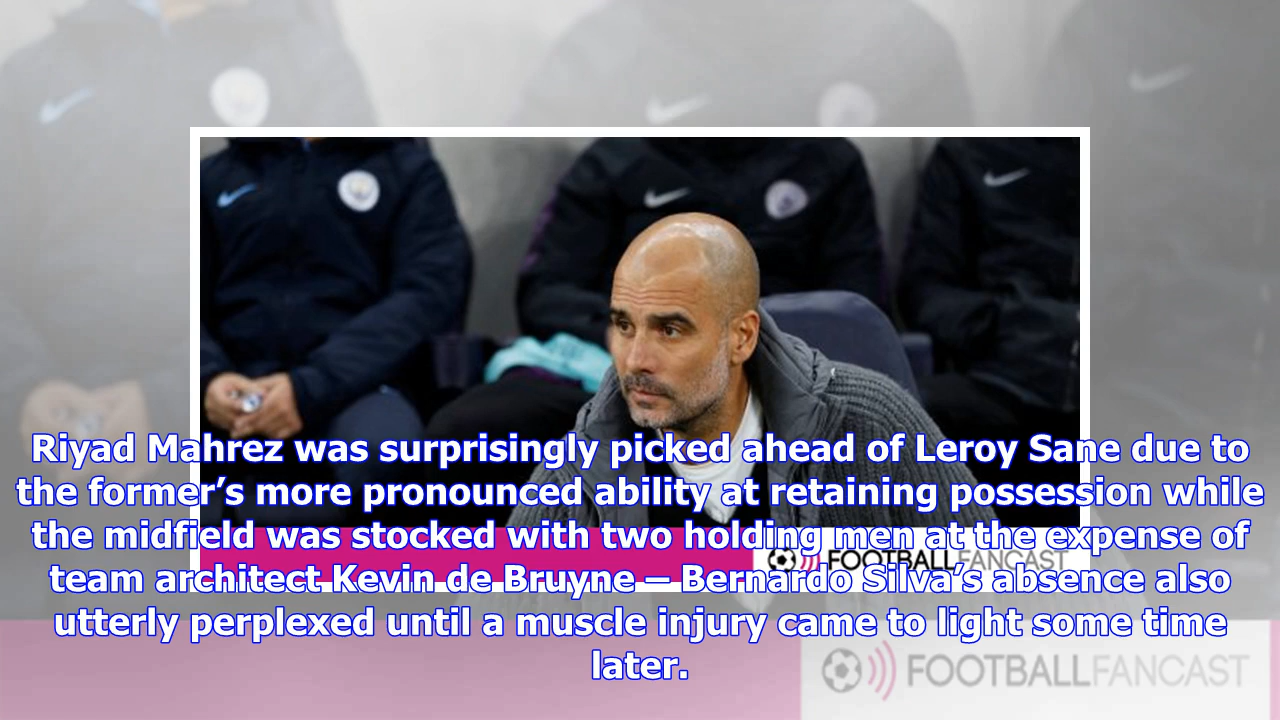 Riyad Mahrez was surprisingly picked ahead of Leroy Sane due to
the former’s more pronounced ability at retaining possession while
the midfield was stocked with two holding men at the expense of
FOOTBALLFANCAST
team architect Kevin de Bruyne — Bernardo Silva’s absence also
utterly perplexed until a muscle injury came to light some time
later.
FOOTBALLFANCAST